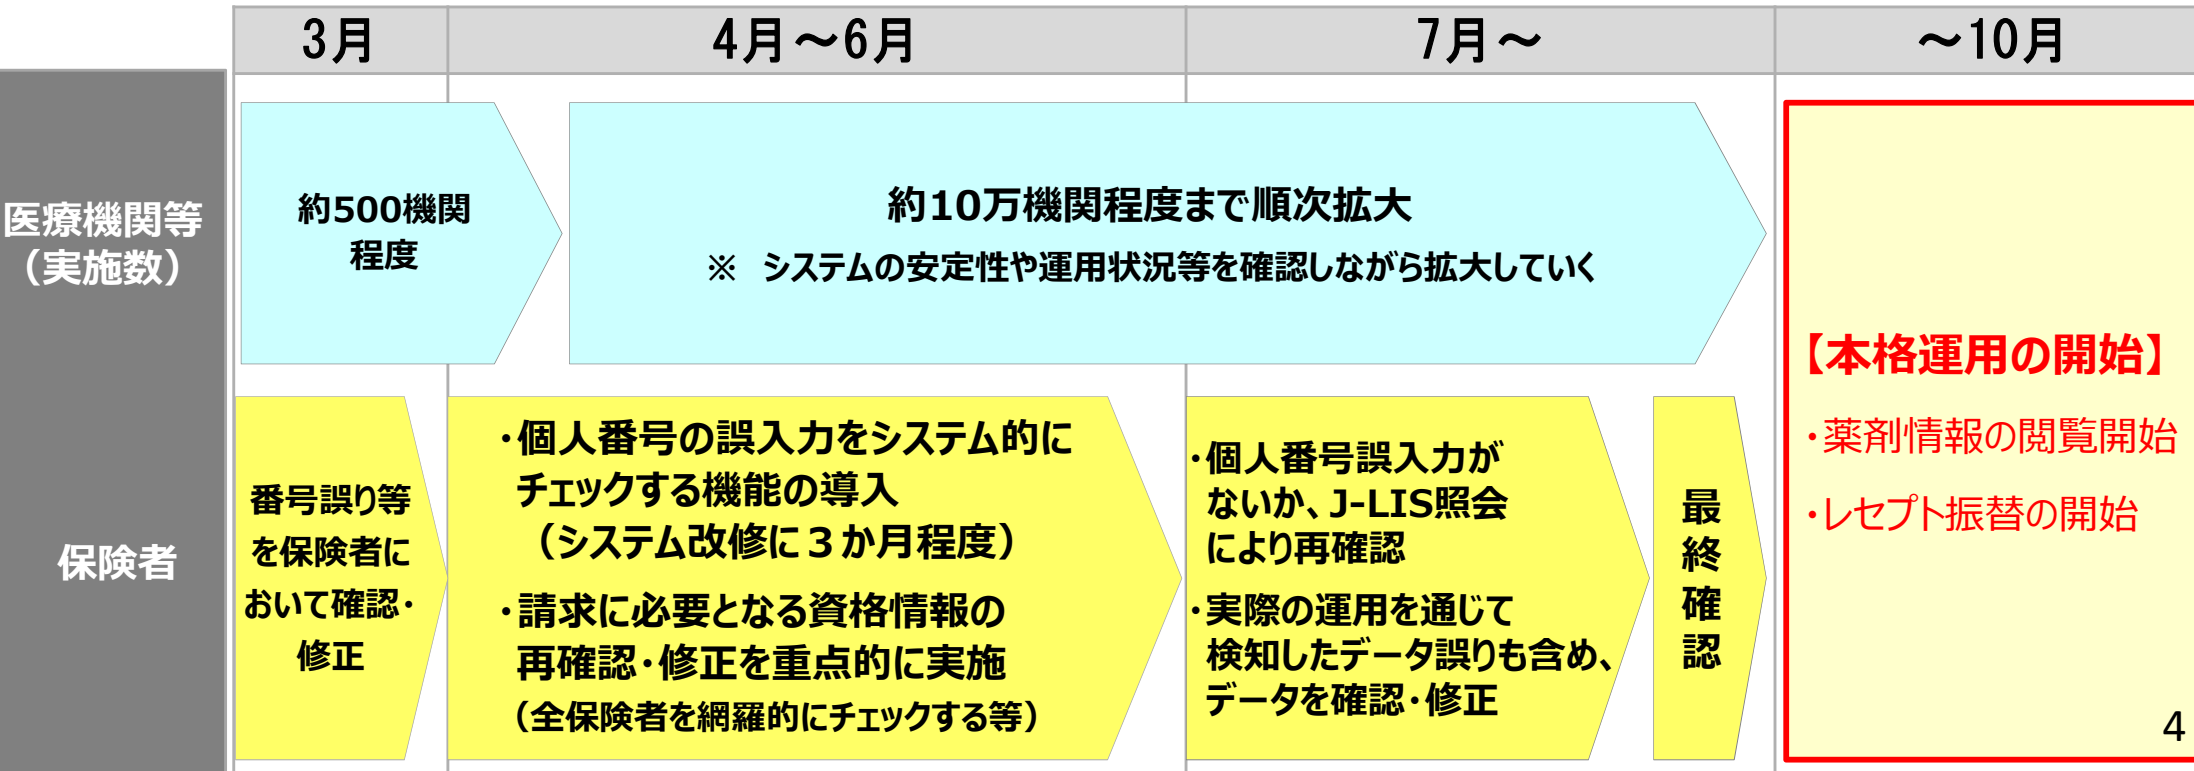 3月
4月～6月
7月～
～10月
医療機関等
（実施数）
約500機関
程度
約10万機関程度まで順次拡大
※　システムの安定性や運用状況等を確認しながら拡大していく
保険者
番号誤り等
を保険者に
おいて確認・
修正
・個人番号の誤入力をシステム的に
チェックする機能の導入
（システム改修に３か月程度）
・請求に必要となる資格情報の
再確認・修正を重点的に実施
（全保険者を網羅的にチェックする等）
・個人番号誤入力が
ないか、J-LIS照会
により再確認
・実際の運用を通じて
検知したデータ誤りも含め、
データを確認・修正
最
終
確
認
【本格運用の開始】
・薬剤情報の閲覧開始
・レセプト振替の開始
4